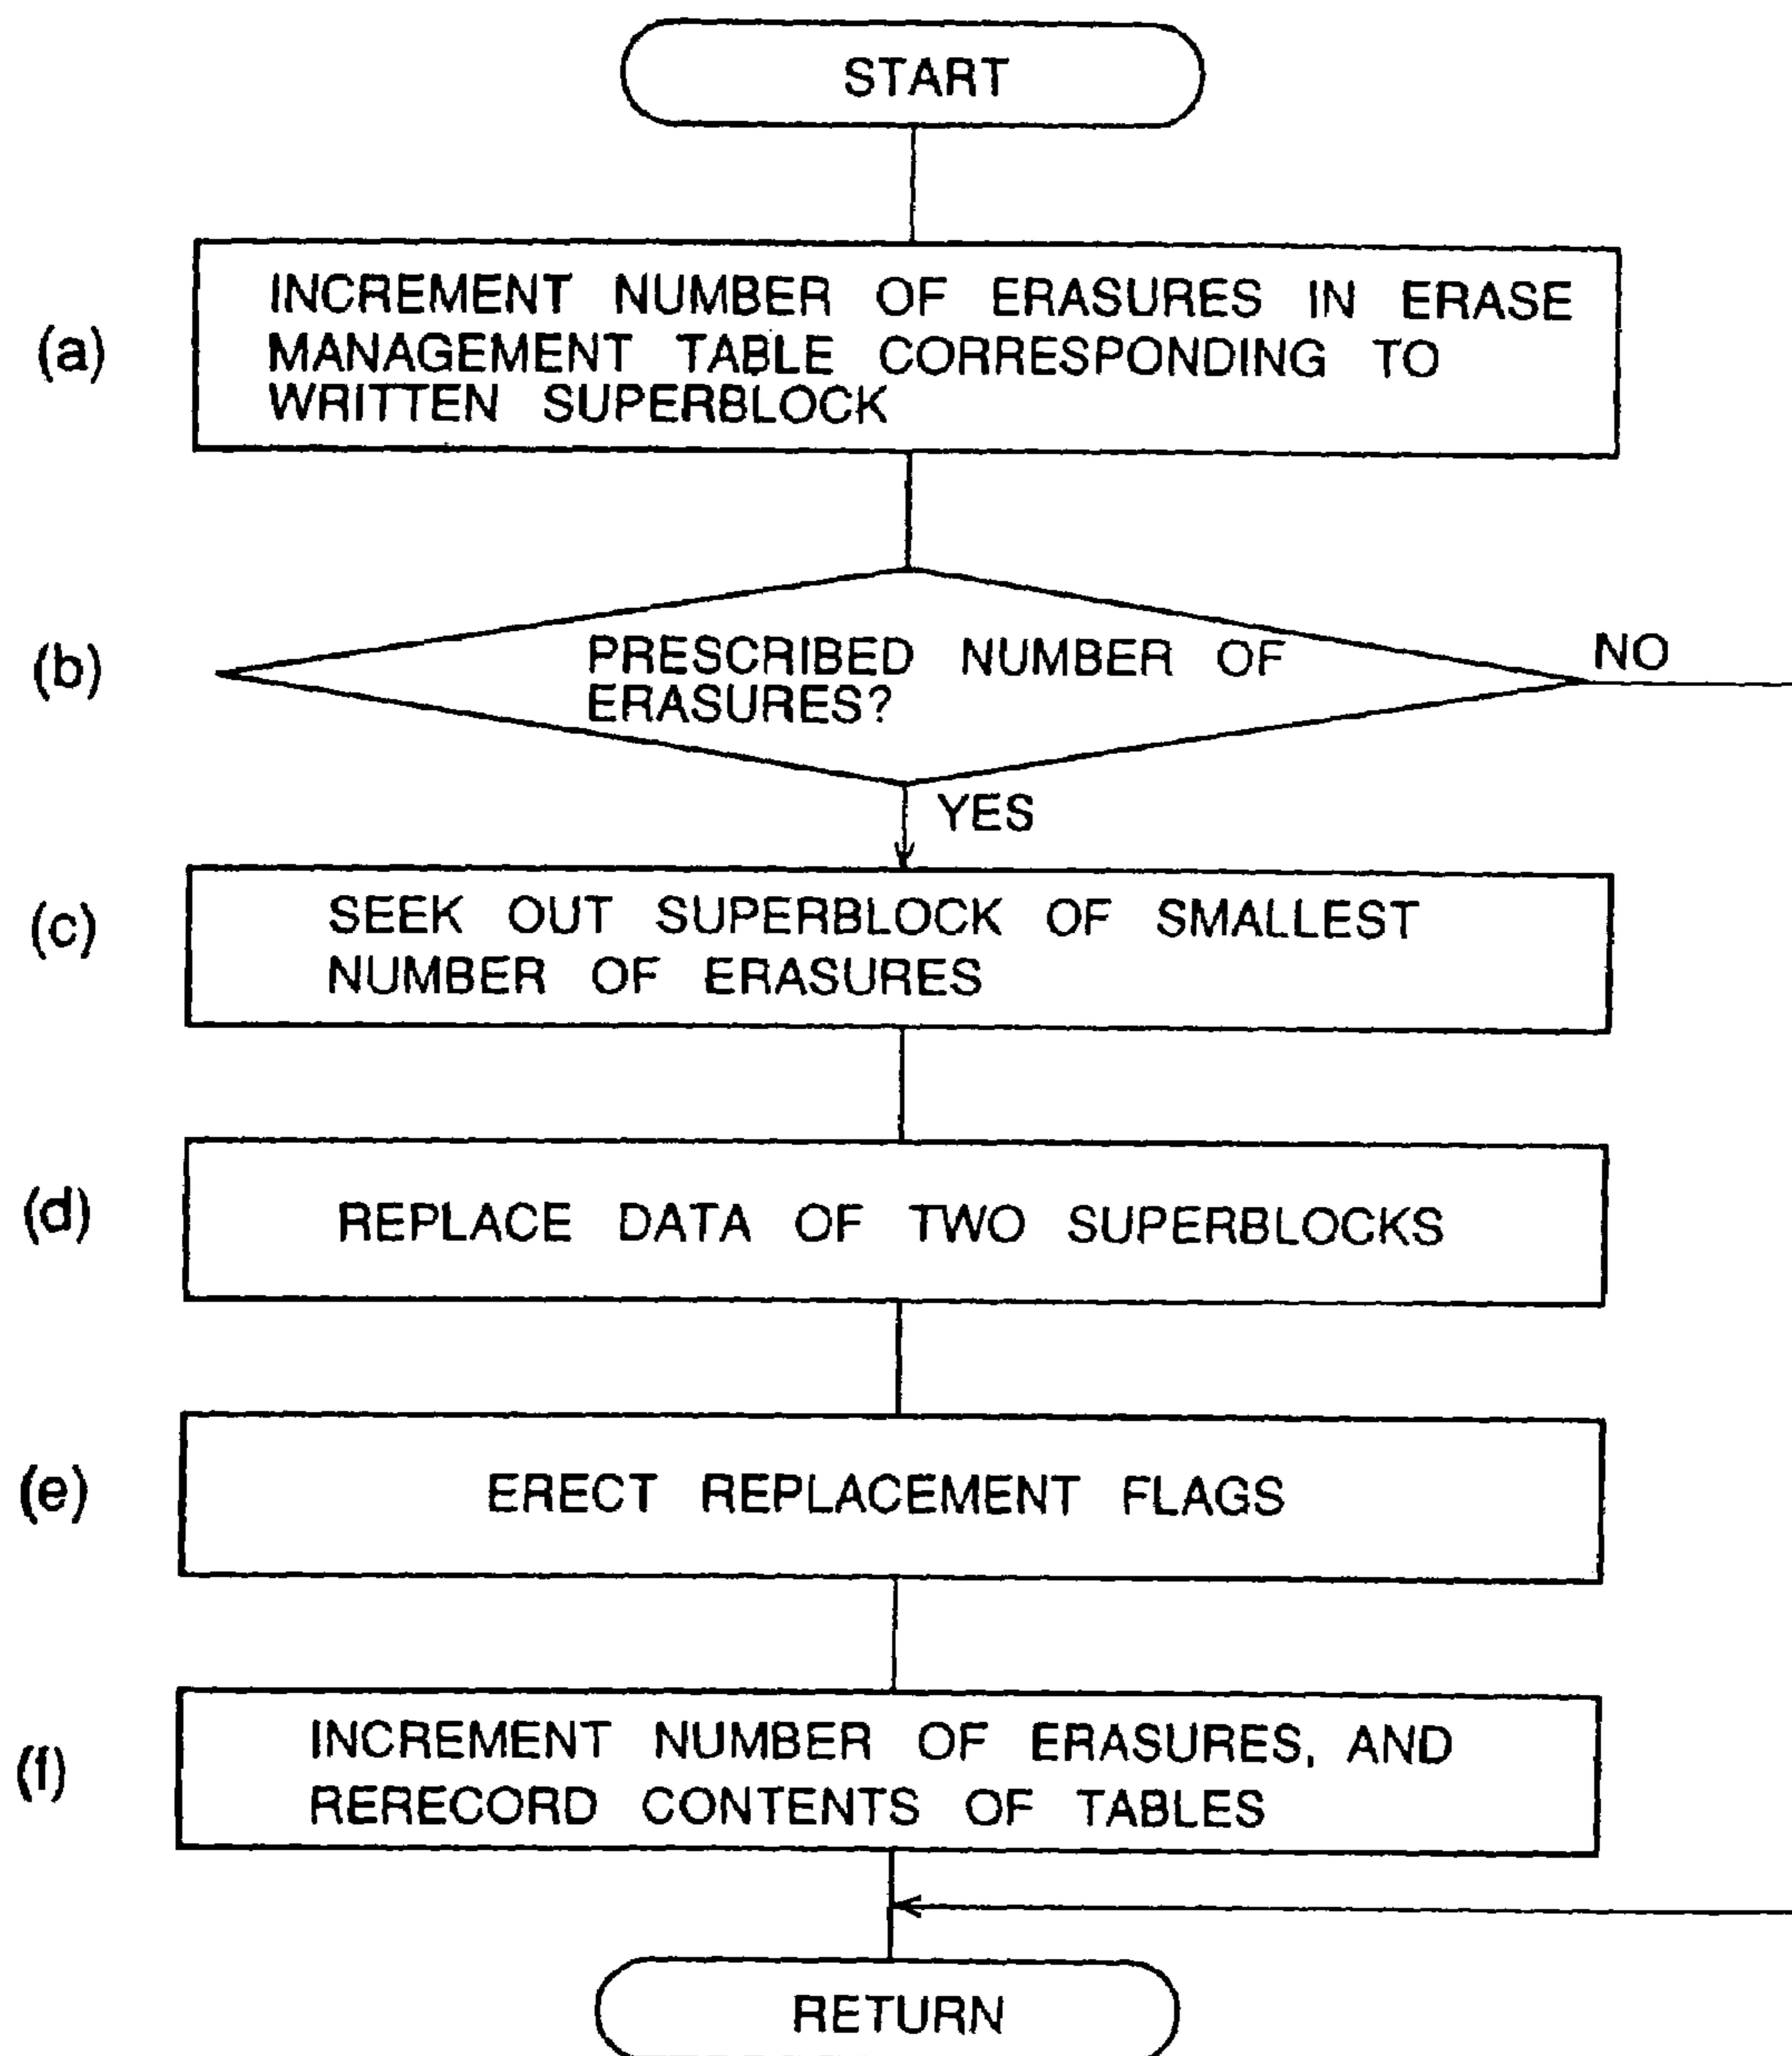 START
(a)
INCREMENT NUMBER OF ERASURES IN ERASE
MANAGEMENT TABLE CORRESPONDING TO
WRITTEN SUPERBLOCK
(b)
PRESCRIBED NUMBER OF
ERASURES?
NO
YES
(c)
SEEK OUT SUPERBLOCK OF SMALLEST
NUMBER OF ERASURES
(d)
REPLACE DATA OF TWO SUPERBLOCKS
(e)
ERECT REPLACEMENT FLAGS
(f)
INCREMENT NUMBER OF ERASURES, AND
RERECORD CONTENTS OF TABLES
RETURN